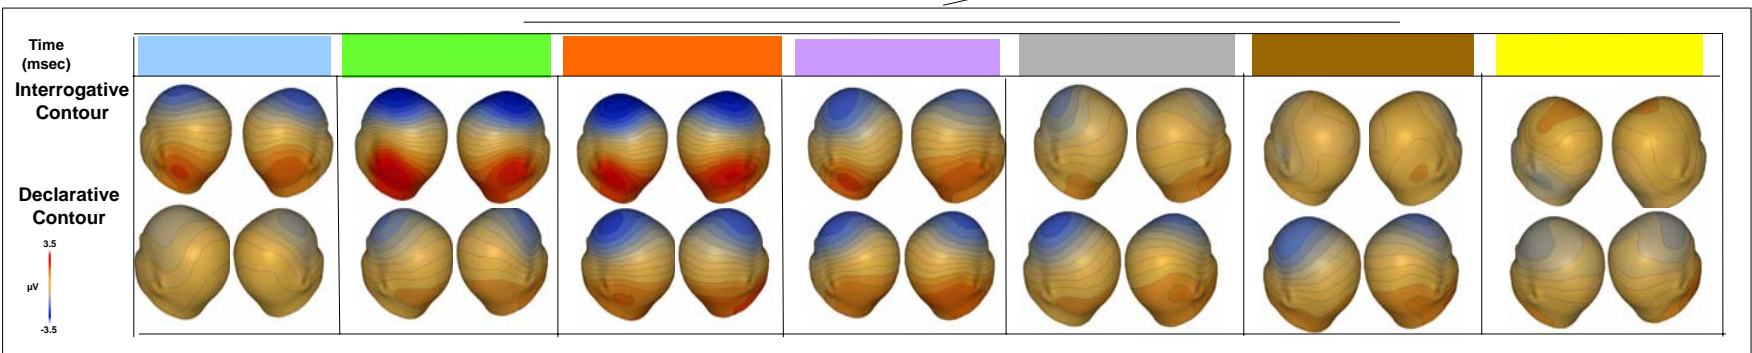 Time
(msec)
Interrogative
Contour
Declarative
Contour
3.5
µV
-3.5